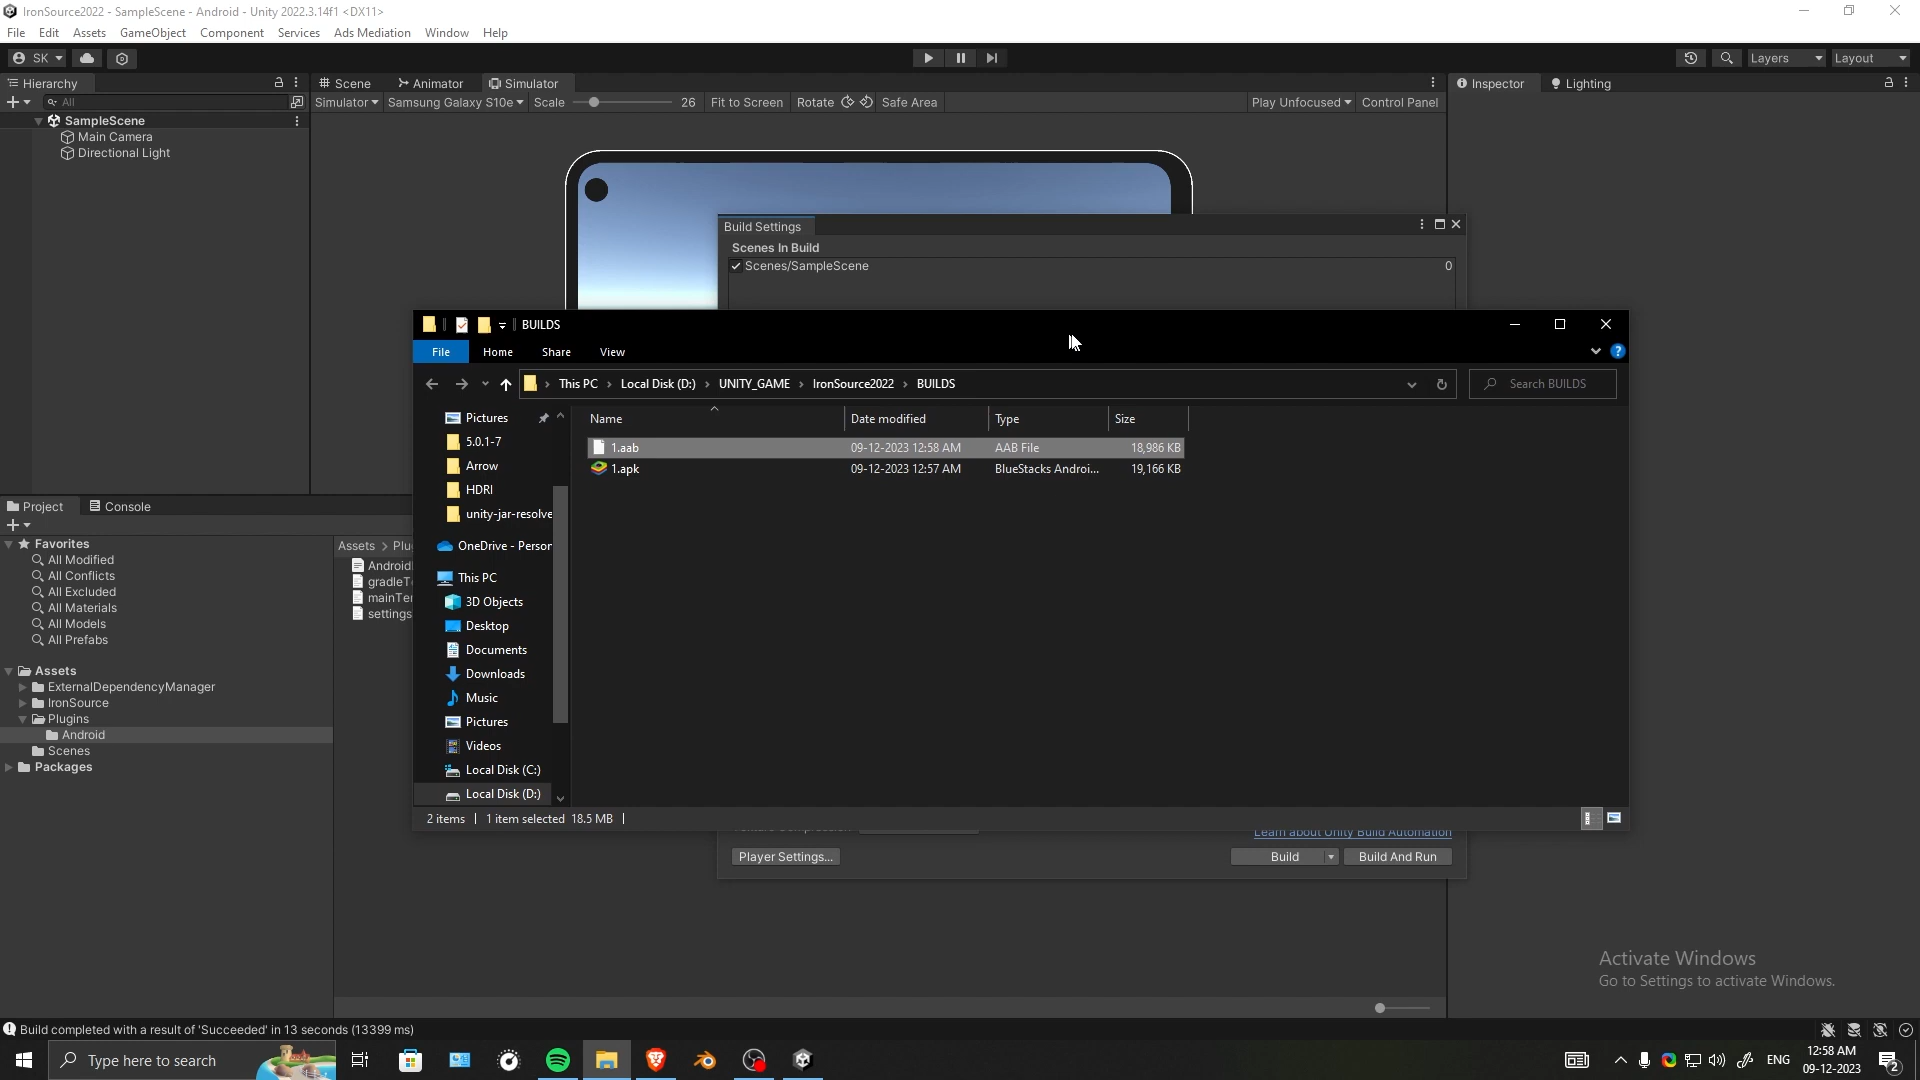 IronSource2022 - SampleScene - Android - Unity 2022.3.14f1 <DX11>
File Edit Assets GameObject Component Services Ads Mediation Window Help
SK Layers Layout
Hierarchy Scene Animator Simulator Inspector Lighting
All Simulator Samsung Galaxy S10e Scale 26 Fit to Screen Rotate Safe Area Play Unfocused Control Panel
SampleScene
Main Camera
Directional Light
Build Settings
Scenes In Build
Scenes/SampleScene 0
BUILDS
File Home Share View
This PC > Local Disk (D:) > UNITY_GAME > IronSource2022 > BUILDS Search BUILDS
Name Date modified Type Size
1.aab 09-12-2023 12:58 AM AAB File 18,986 KB
1.apk 09-12-2023 12:57 AM BlueStacks Androi... 19,166 KB
Pictures
5.0.1-7
Arrow
HDRI
unity-jar-resolve
OneDrive - Person
This PC
3D Objects
Desktop
Documents
Downloads
Music
Pictures
Videos
Local Disk (C:)
Local Disk (D:)
2 items 1 item selected 18.5 MB
Learn about Unity Build Automation
Player Settings... Build Build And Run
Project Console
Favorites
All Modified
All Conflicts
All Excluded
All Materials
All Models
All Prefabs
Assets
ExternalDependencyManager
IronSource
Plugins
Android
Scenes
Packages
Assets > Plu
Android
gradleT
mainTe
settings
Activate Windows
Go to Settings to activate Windows.
Build completed with a result of 'Succeeded' in 13 seconds (13399 ms)
Type here to search
ENG 12:58 AM
09-12-2023
2